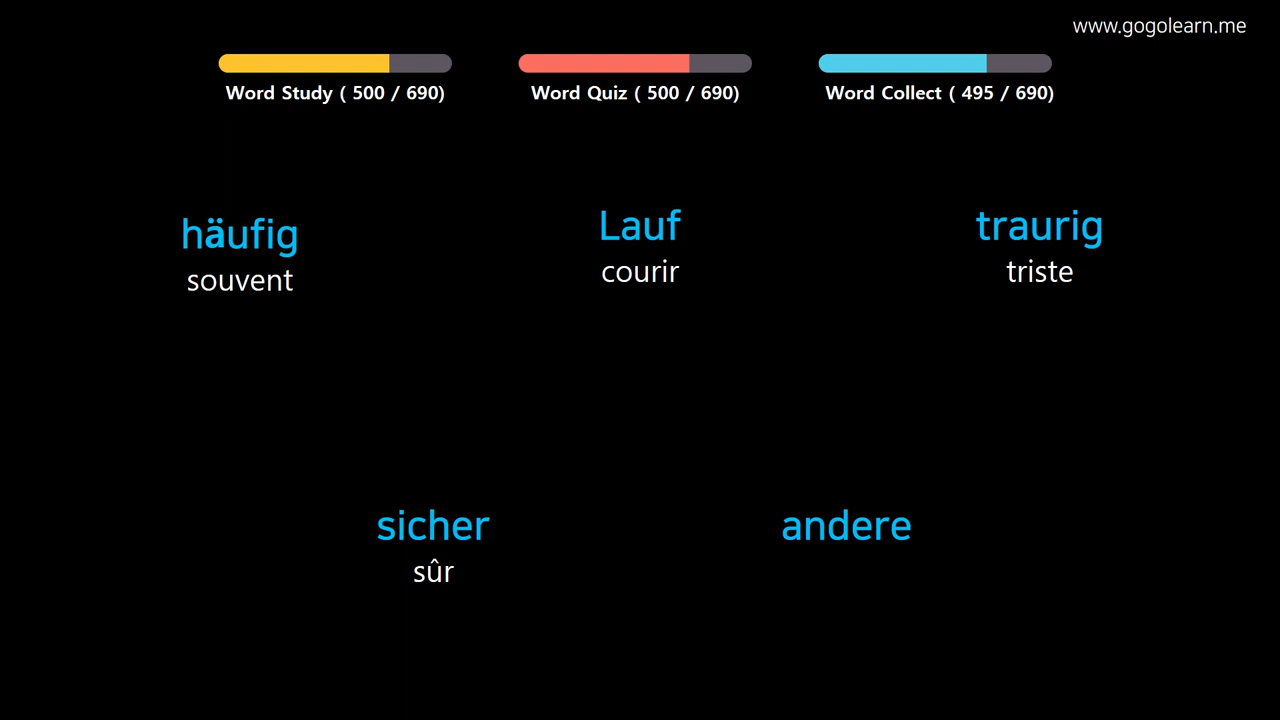 www.gogolearn.me
Word Study ( 500 / 690)
Word Quiz ( 500 / 690)
Word Collect ( 495 / 690)
häufig
souvent
Lauf
courir
traurig
triste
sicher
sûr
andere